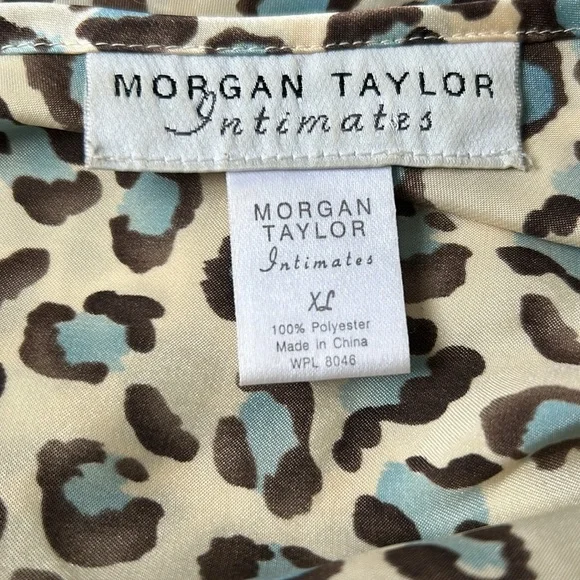 MORGAN TAYLOR
Intimates
MORGAN
TAYLOR
Intimates
XL
100% Polyester
Made in China
WPL 8046